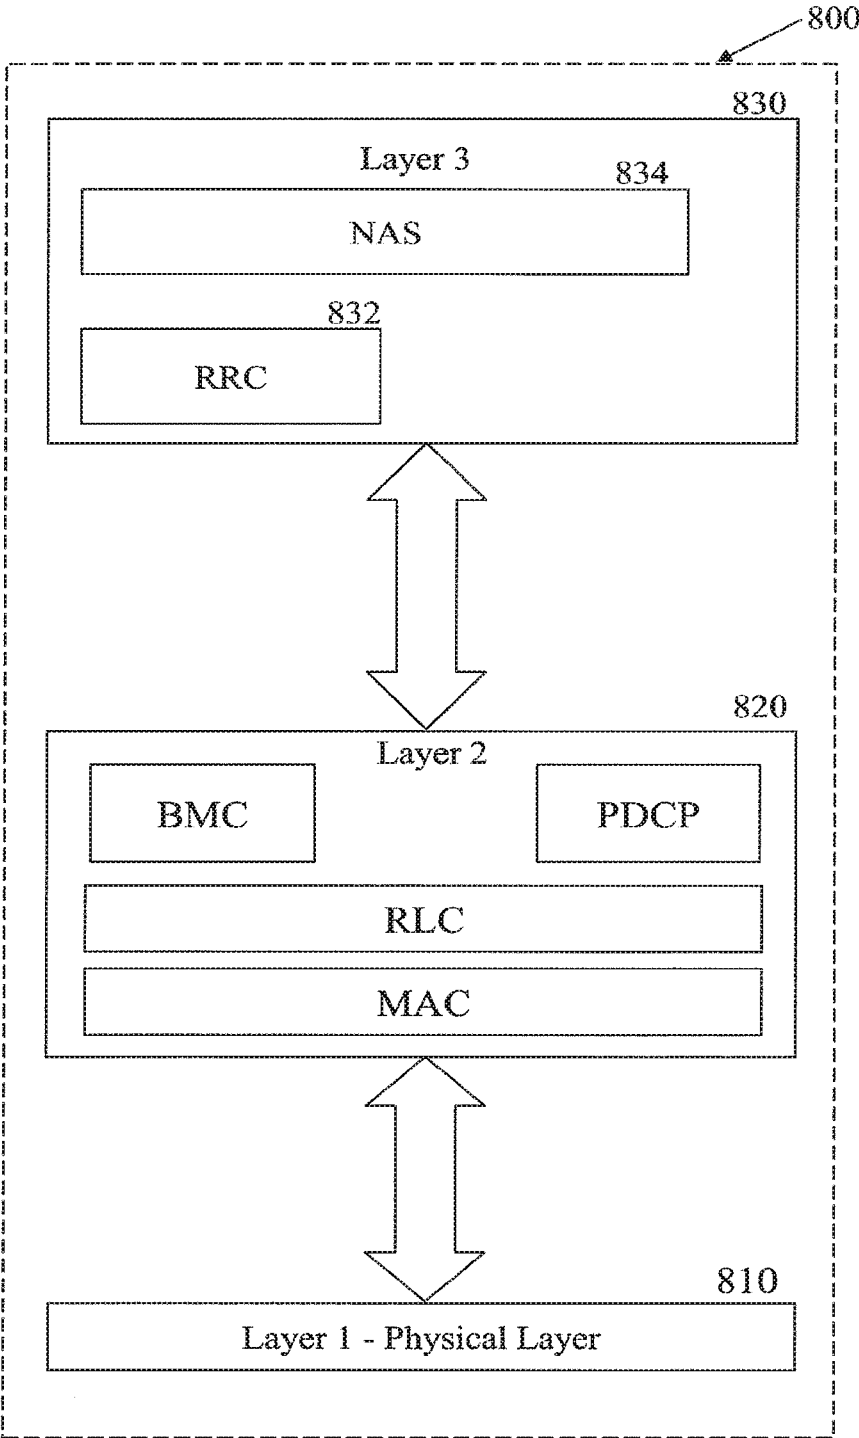 800
830
Layer 3
834
NAS
832
RRC
820
Layer 2
BMC
PDCP
RLC
MAC
810
Layer 1 - Physical Layer